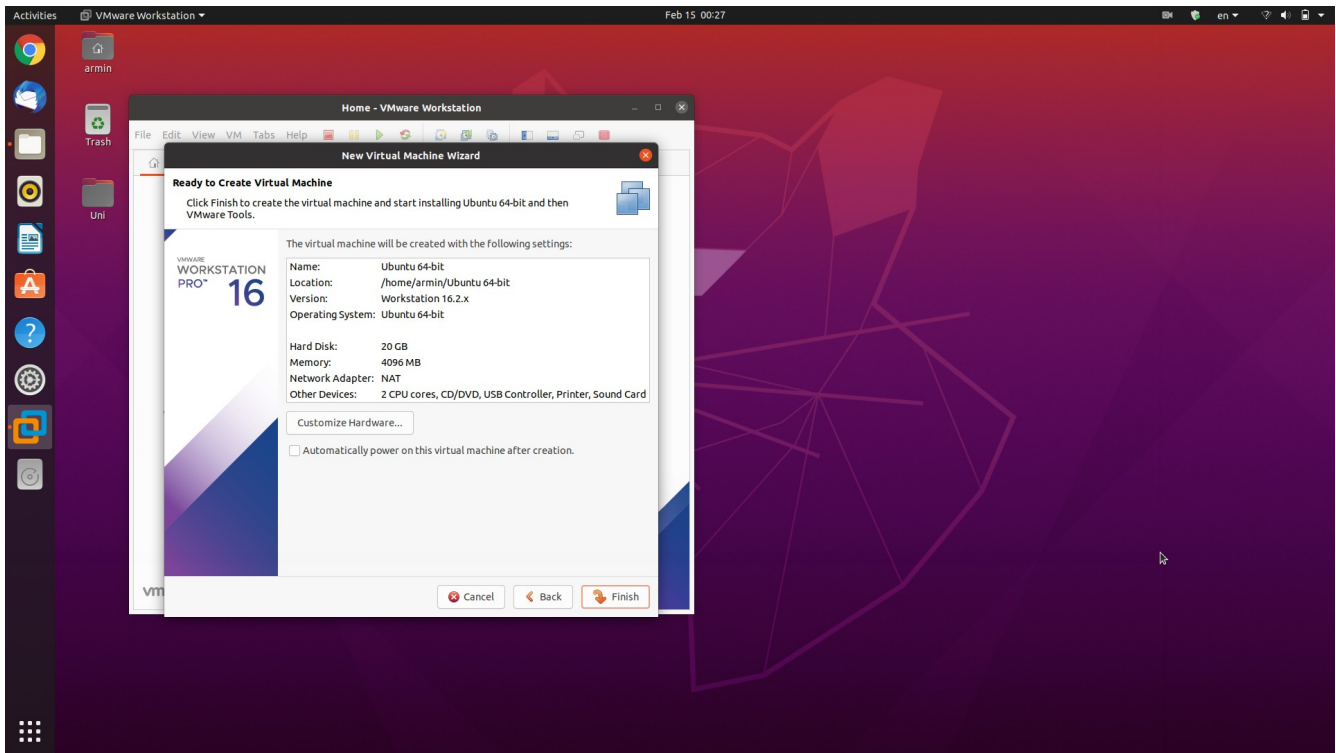 Activities VMware Workstation Feb 15 00:27 en
armin
Trash
Uni
Home - VMware Workstation
File Edit View VM Tabs Help
New Virtual Machine Wizard
Ready to Create Virtual Machine
Click Finish to create the virtual machine and start installing Ubuntu 64-bit and then
VMware Tools.
VMWARE
WORKSTATION
PRO™ 16
The virtual machine will be created with the following settings:
Name: Ubuntu 64-bit
Location: /home/armin/Ubuntu 64-bit
Version: Workstation 16.2.x
Operating System: Ubuntu 64-bit
Hard Disk: 20 GB
Memory: 4096 MB
Network Adapter: NAT
Other Devices: 2 CPU cores, CD/DVD, USB Controller, Printer, Sound Card
Customize Hardware...
Automatically power on this virtual machine after creation.
vm
Cancel Back Finish